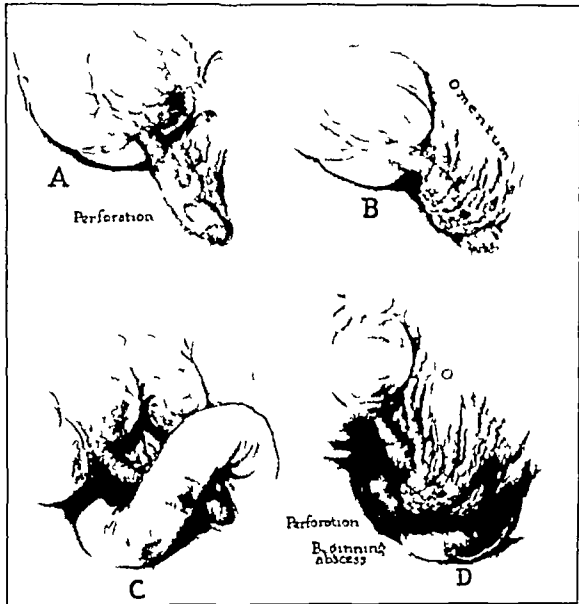 A
Perforation
Omentum
B
C
O
Perforation
Beginning
abscess
D